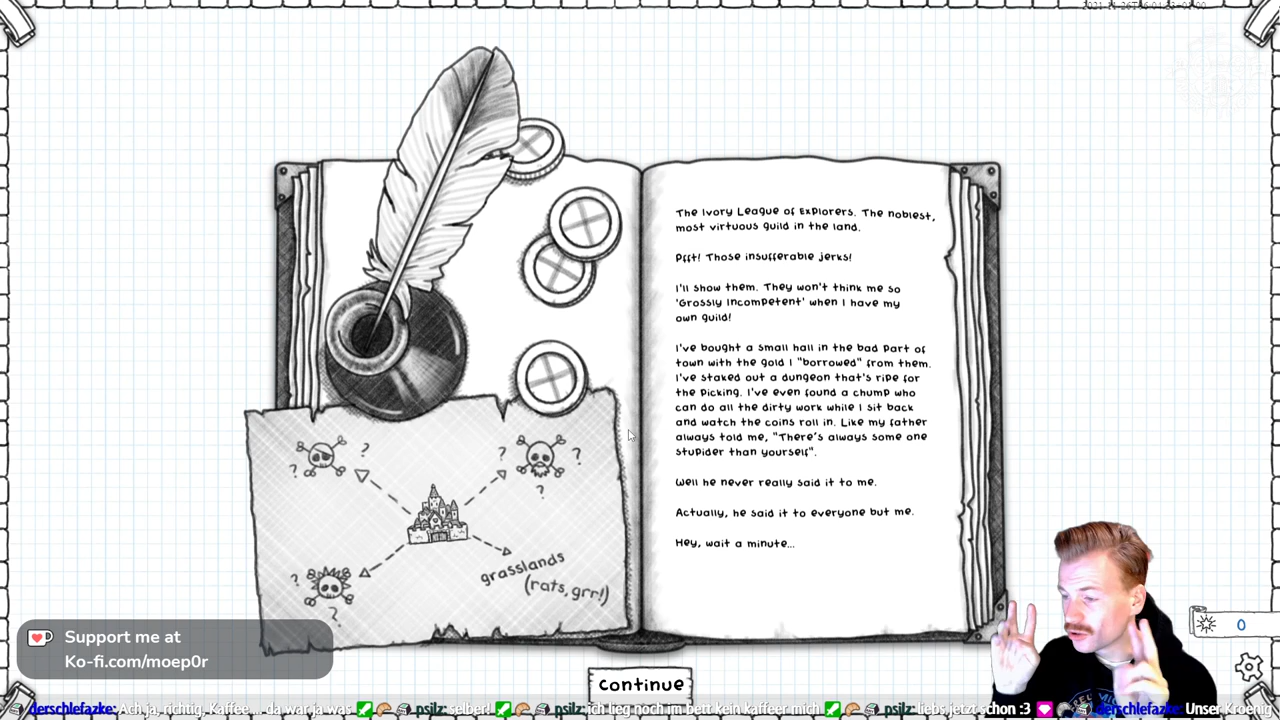 The Ivory League of Explorers. The noblest,
most virtuous guild in the land.
Pfft! Those insufferable jerks!
I'll show them. They won't think me so
'Grossly Incompetent' when I have my
own guild!
I've bought a small hall in the bad part of
town with the gold I "borrowed" from them.
I've staked out a dungeon that's ripe for
the picking. I've even found a chump who
can do all the dirty work while I sit back
and watch the coins roll in. Like my father
always told me, "There's always some one
stupider than yourself".
Well he never really said it to me.
Actually, he said it to everyone but me.
Hey, wait a minute...
? ?
? ?
?
grasslands
(rats, grr!)
?
?
0
Support me at
Ko-fi.com/moep0r
continue
derschlefazke: Ach ja, richtig. Kaffee... da war ja was psilz: selber! psilz: ich lieg noch im bett kein kaffee für mich psilz: liebs jetzt schon :3 derschlefazke: Unser Kroenig